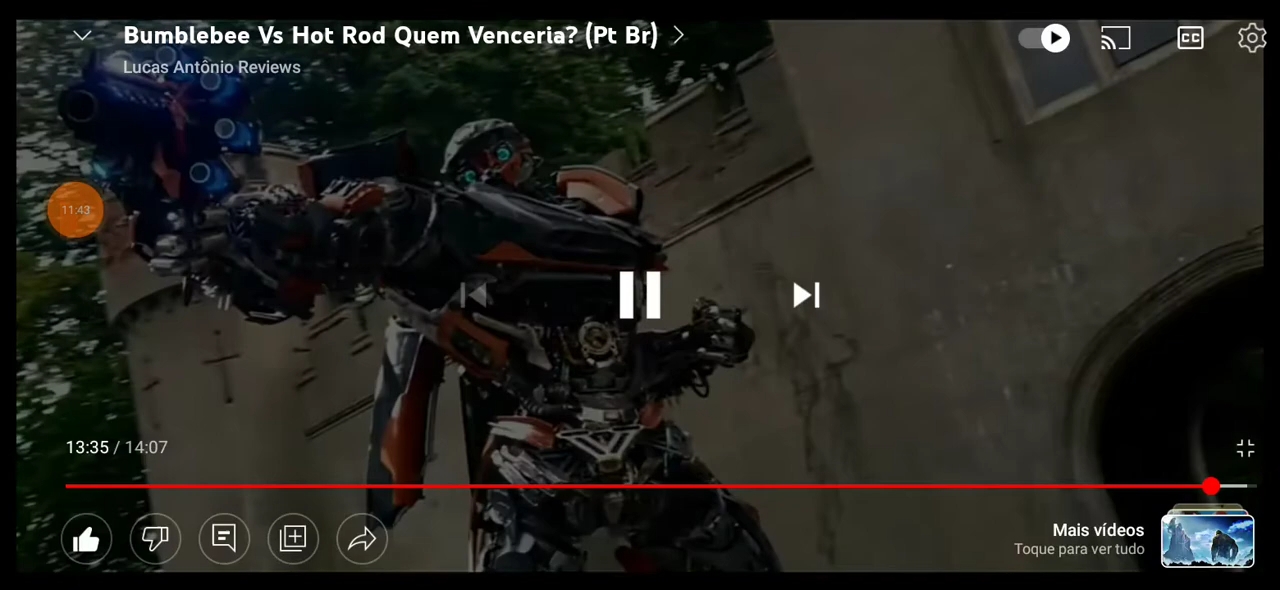 Bumblebee Vs Hot Rod Quem Venceria? (Pt Br)
Lucas Antônio Reviews
CC
11:43
13:35 / 14:07
Mais vídeos
Toque para ver tudo